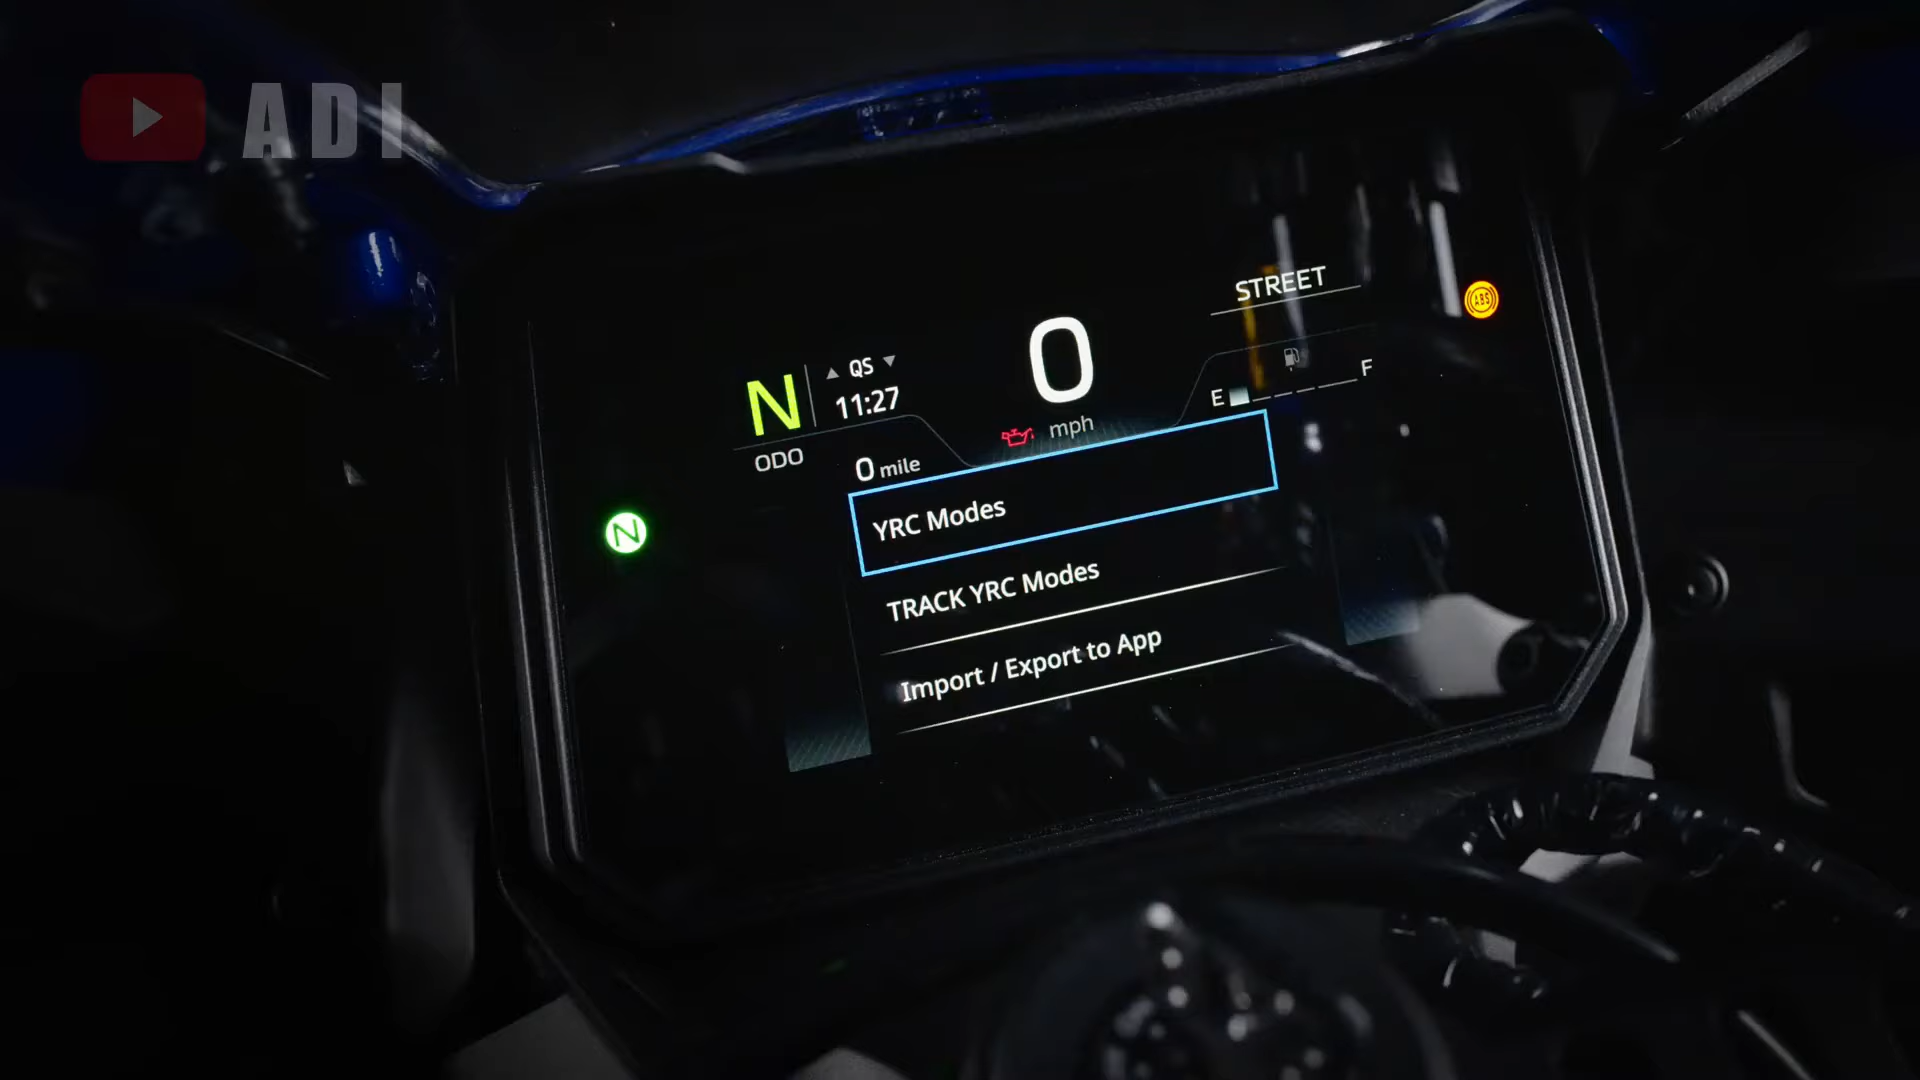 ADI
STREET
ABS
QS
N
11:27
0
E
F
mph
ODO
0 mile
N
YRC Modes
TRACK YRC Modes
Import / Export to App